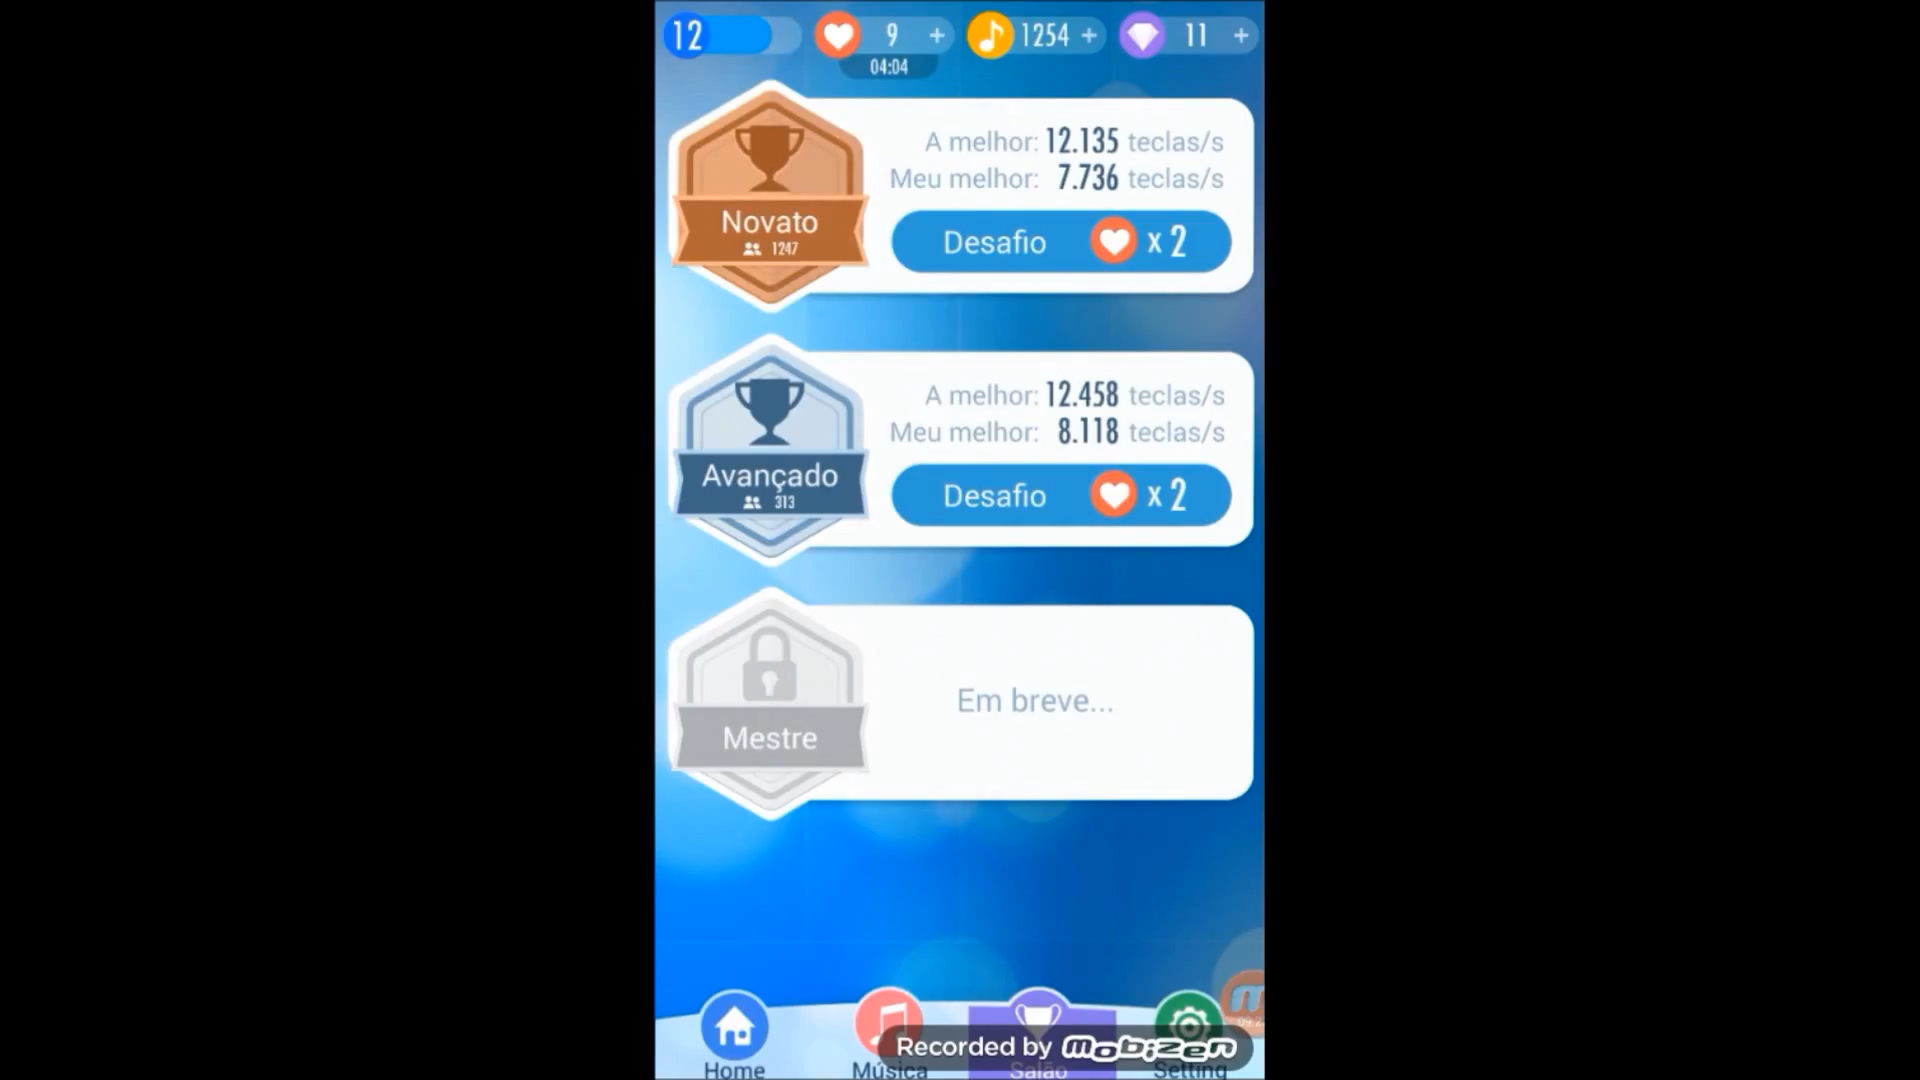 12 9 + 1254 + 11 +
04:04
A melhor: 12.135 teclas/s
Meu melhor: 7.736 teclas/s
Novato
1247
Desafio x 2
A melhor: 12.458 teclas/s
Meu melhor: 8.118 teclas/s
Avançado
313
Desafio x 2
Em breve...
Mestre
Recorded by Mobizen
Home Música Salão Setting